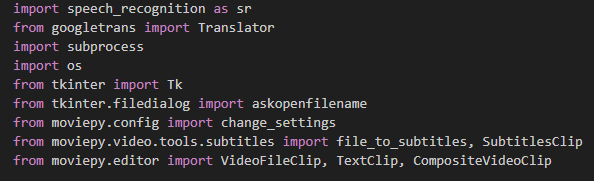 import speech_recognition as sr
from googletrans import Translator
import subprocess
import os
from tkinter import Tk
from tkinter.filedialog import askopenfilename
from moviepy.config import change_settings
from moviepy.video.tools.subtitles import file_to_subtitles, SubtitlesClip
from moviepy.editor import VideoFileClip, TextClip, CompositeVideoClip